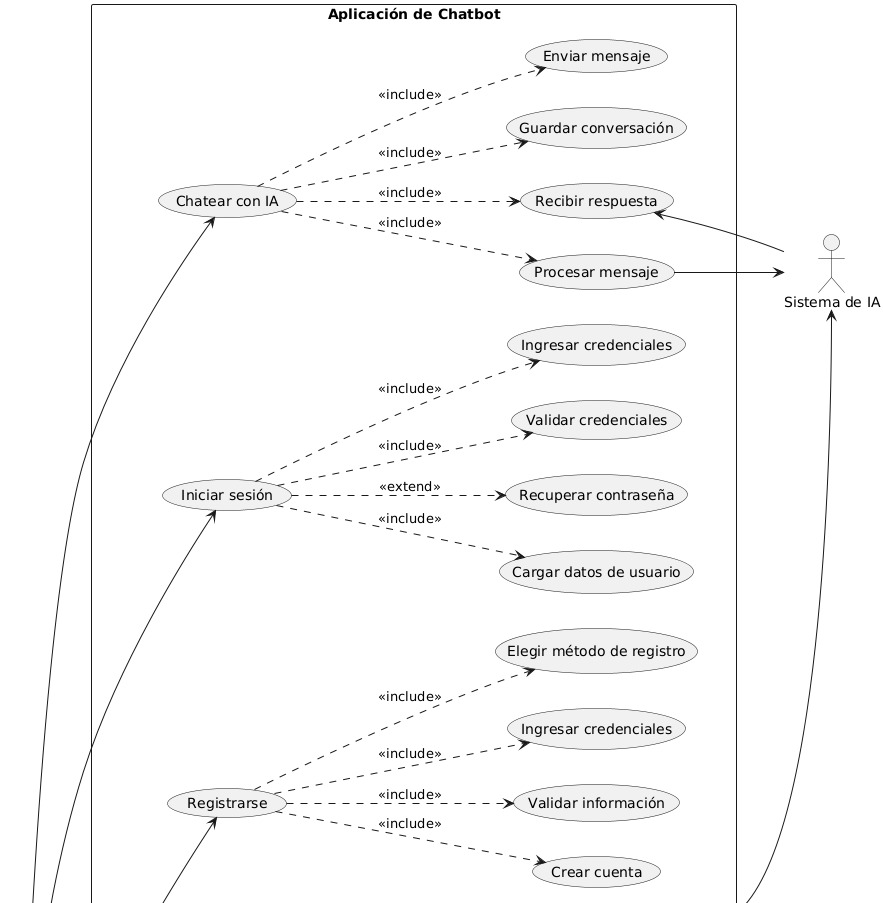 Aplicación de Chatbot
Enviar mensaje
«include»
Guardar conversación
«include»
Chatear con IA
«include»
Recibir respuesta
«include»
Procesar mensaje
Sistema de IA
Ingresar credenciales
«include»
Validar credenciales
«include»
Iniciar sesión
«extend»
Recuperar contraseña
«include»
Cargar datos de usuario
Elegir método de registro
«include»
Ingresar credenciales
«include»
Registrarse
«include»
Validar información
«include»
Crear cuenta